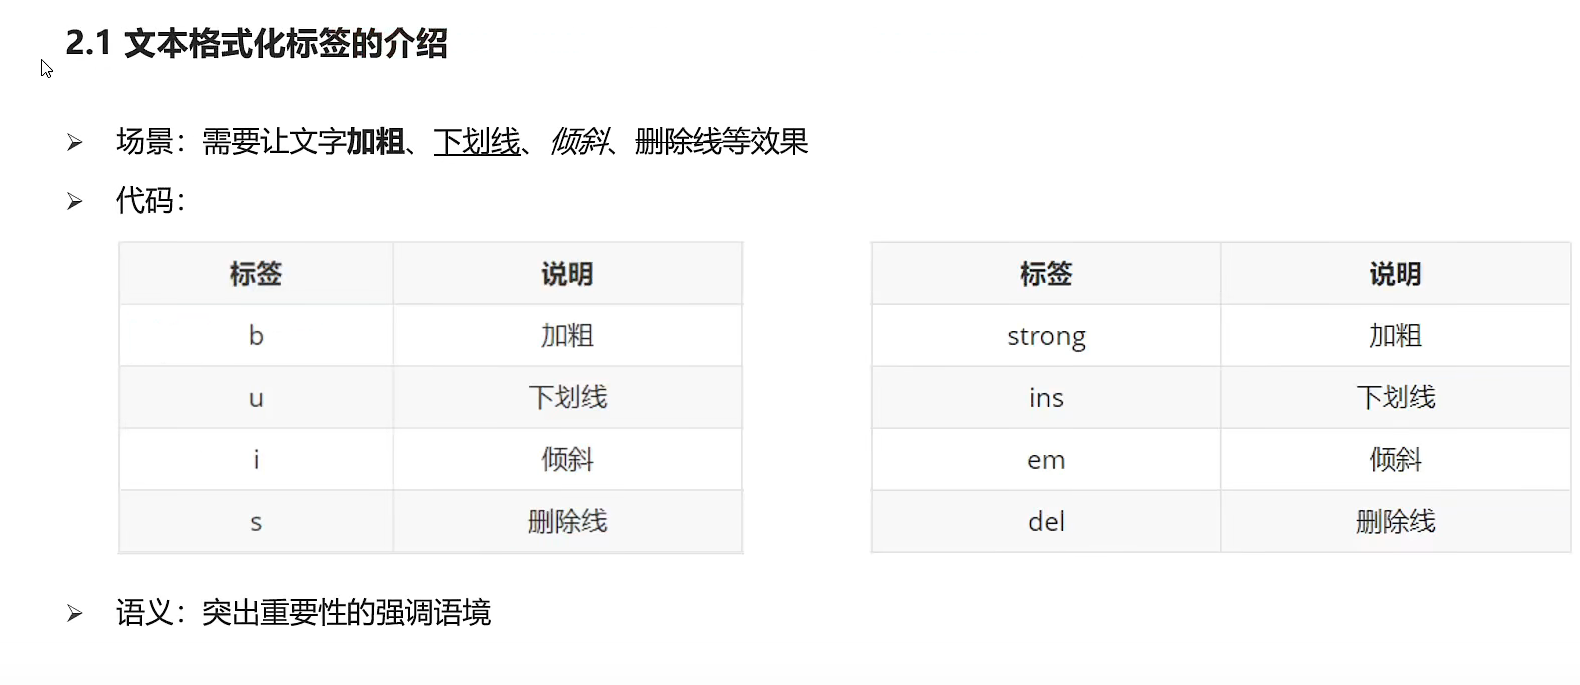 2.1 文本格式化标签的介绍
➢ 场景：需要让文字加粗、下划线、倾斜、删除线等效果
➢ 代码：
标签 说明 标签 说明
b 加粗 strong 加粗
u 下划线 ins 下划线
i 倾斜 em 倾斜
s 删除线 del 删除线
➢ 语义：突出重要性的强调语境